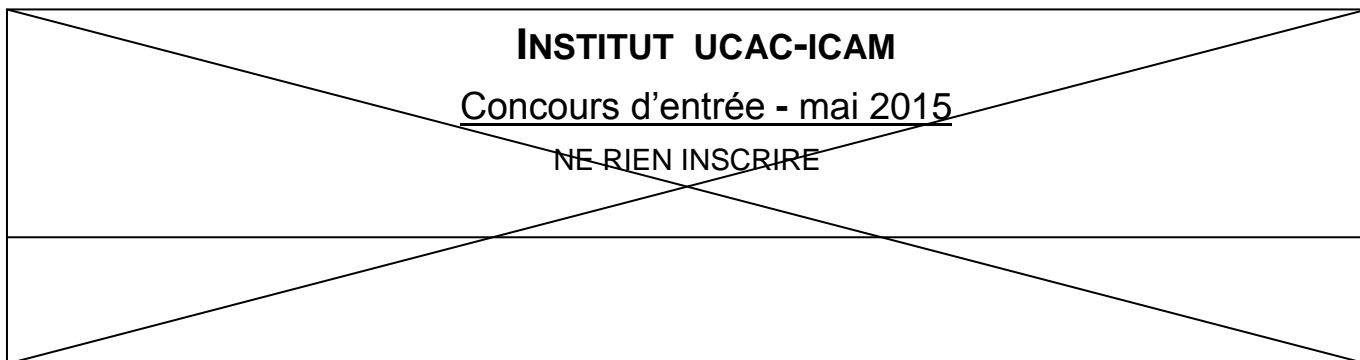 INSTITUT UCAC-ICAM
Concours d'entrée - mai 2015
NE RIEN INSCRIRE